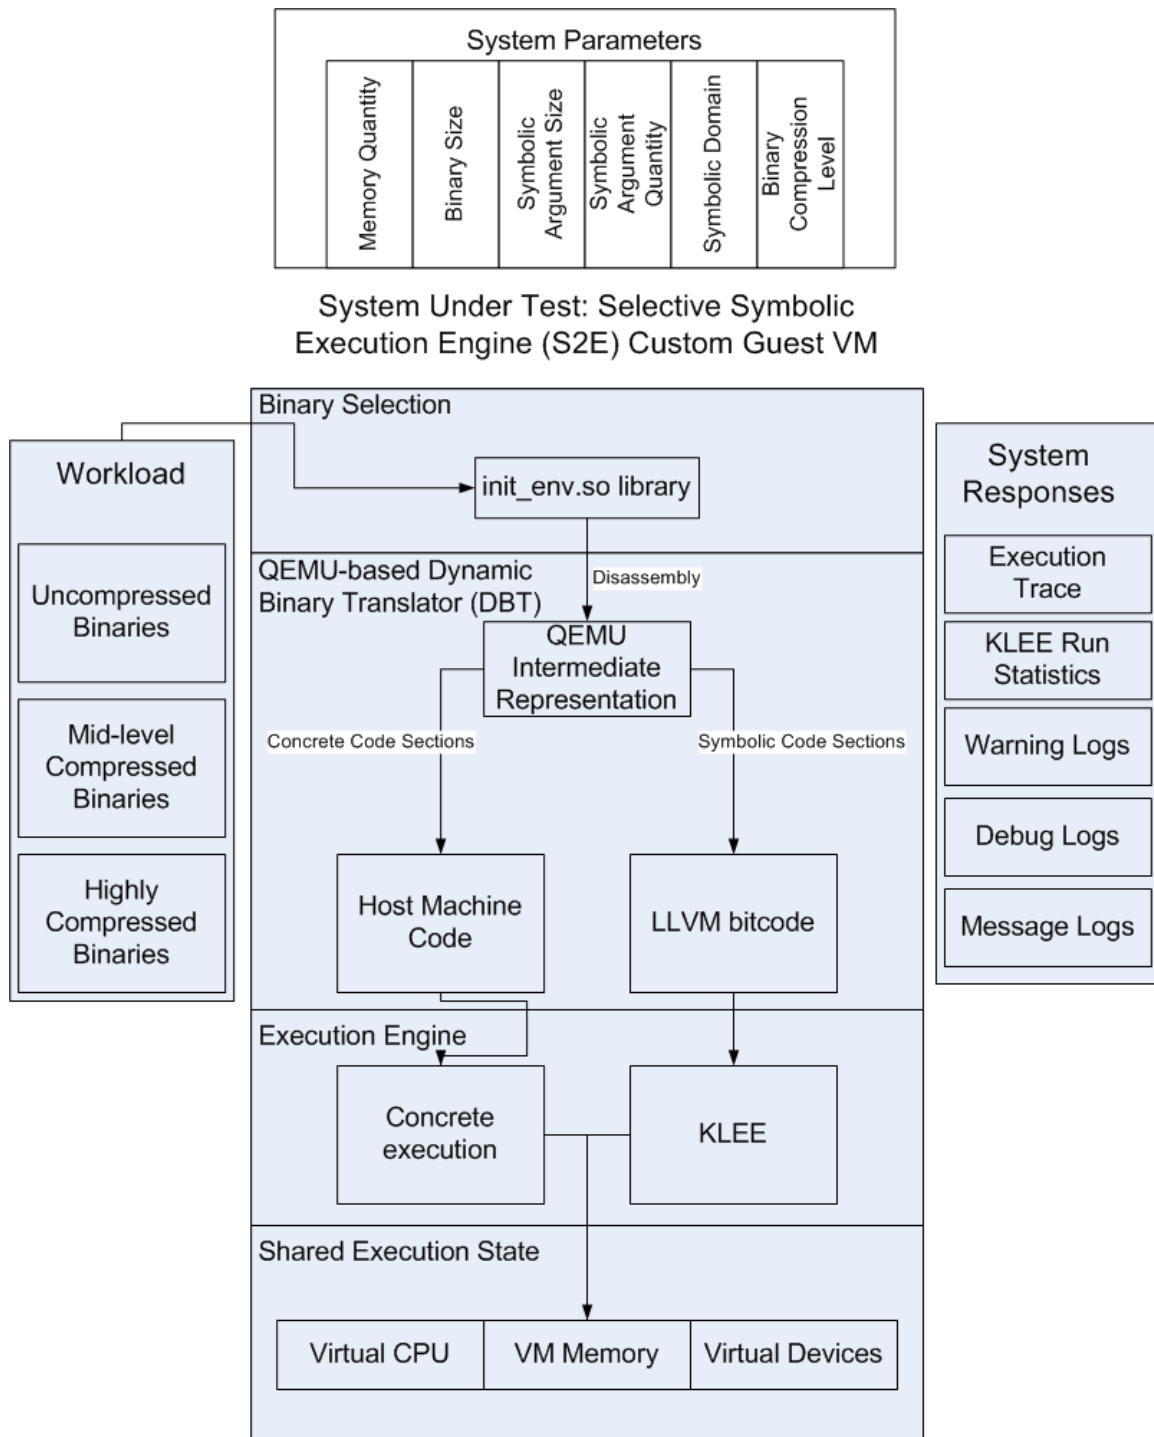 System Parameters
Memory Quantity
Binary Size
Symbolic
Argument Size
Symbolic
Argument
Quantity
Symbolic Domain
Binary
Compression
Level
System Under Test: Selective Symbolic
Execution Engine (S2E) Custom Guest VM
Workload
Uncompressed
Binaries
Mid-level
Compressed
Binaries
Highly
Compressed
Binaries
Binary Selection
init_env.so library
QEMU-based Dynamic
Binary Translator (DBT)
Disassembly
QEMU
Intermediate
Representation
Concrete Code Sections
Symbolic Code Sections
Host Machine
Code
LLVM bitcode
Execution Engine
Concrete
execution
KLEE
Shared Execution State
Virtual CPU
VM Memory
Virtual Devices
System
Responses
Execution
Trace
KLEE Run
Statistics
Warning Logs
Debug Logs
Message Logs